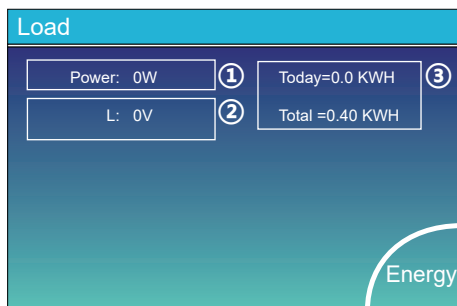 Load
Power: 0W ① Today=0.0 KWH ③
L: 0V ② Total =0.40 KWH
Energy